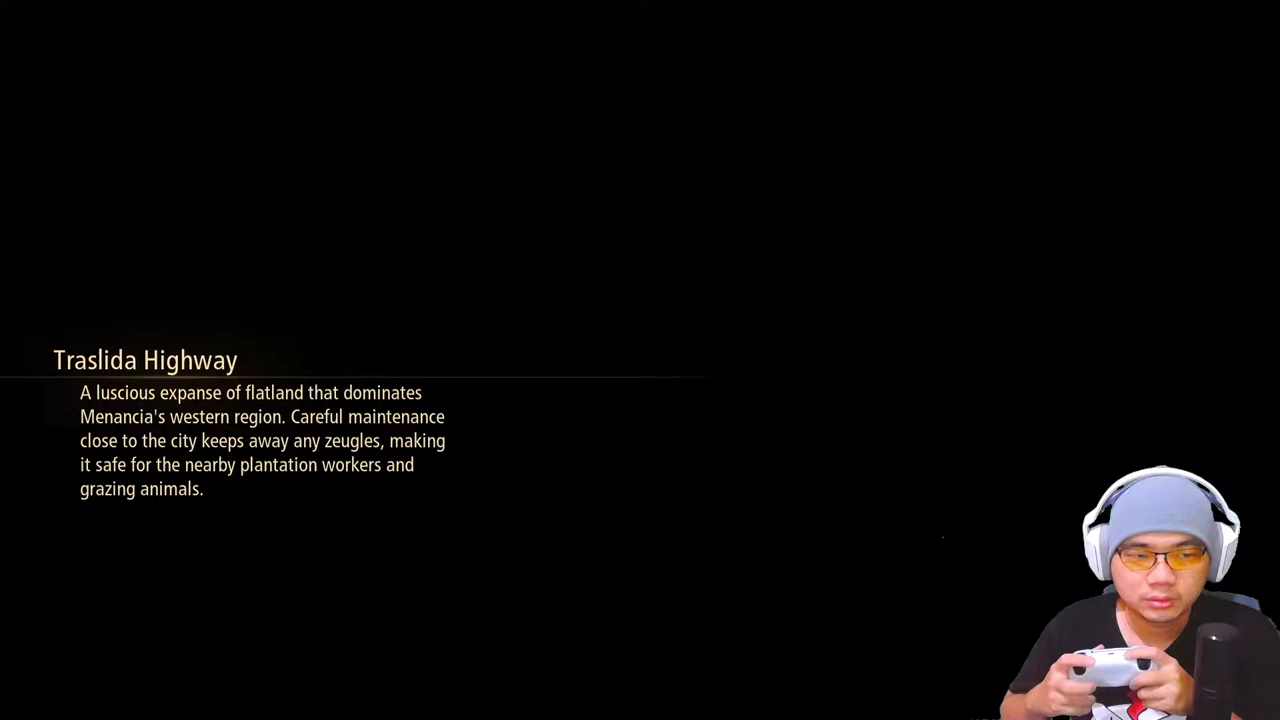 Traslida Highway
A luscious expanse of flatland that dominates
Menancia's western region. Careful maintenance
close to the city keeps away any zeugles, making
it safe for the nearby plantation workers and
grazing animals.